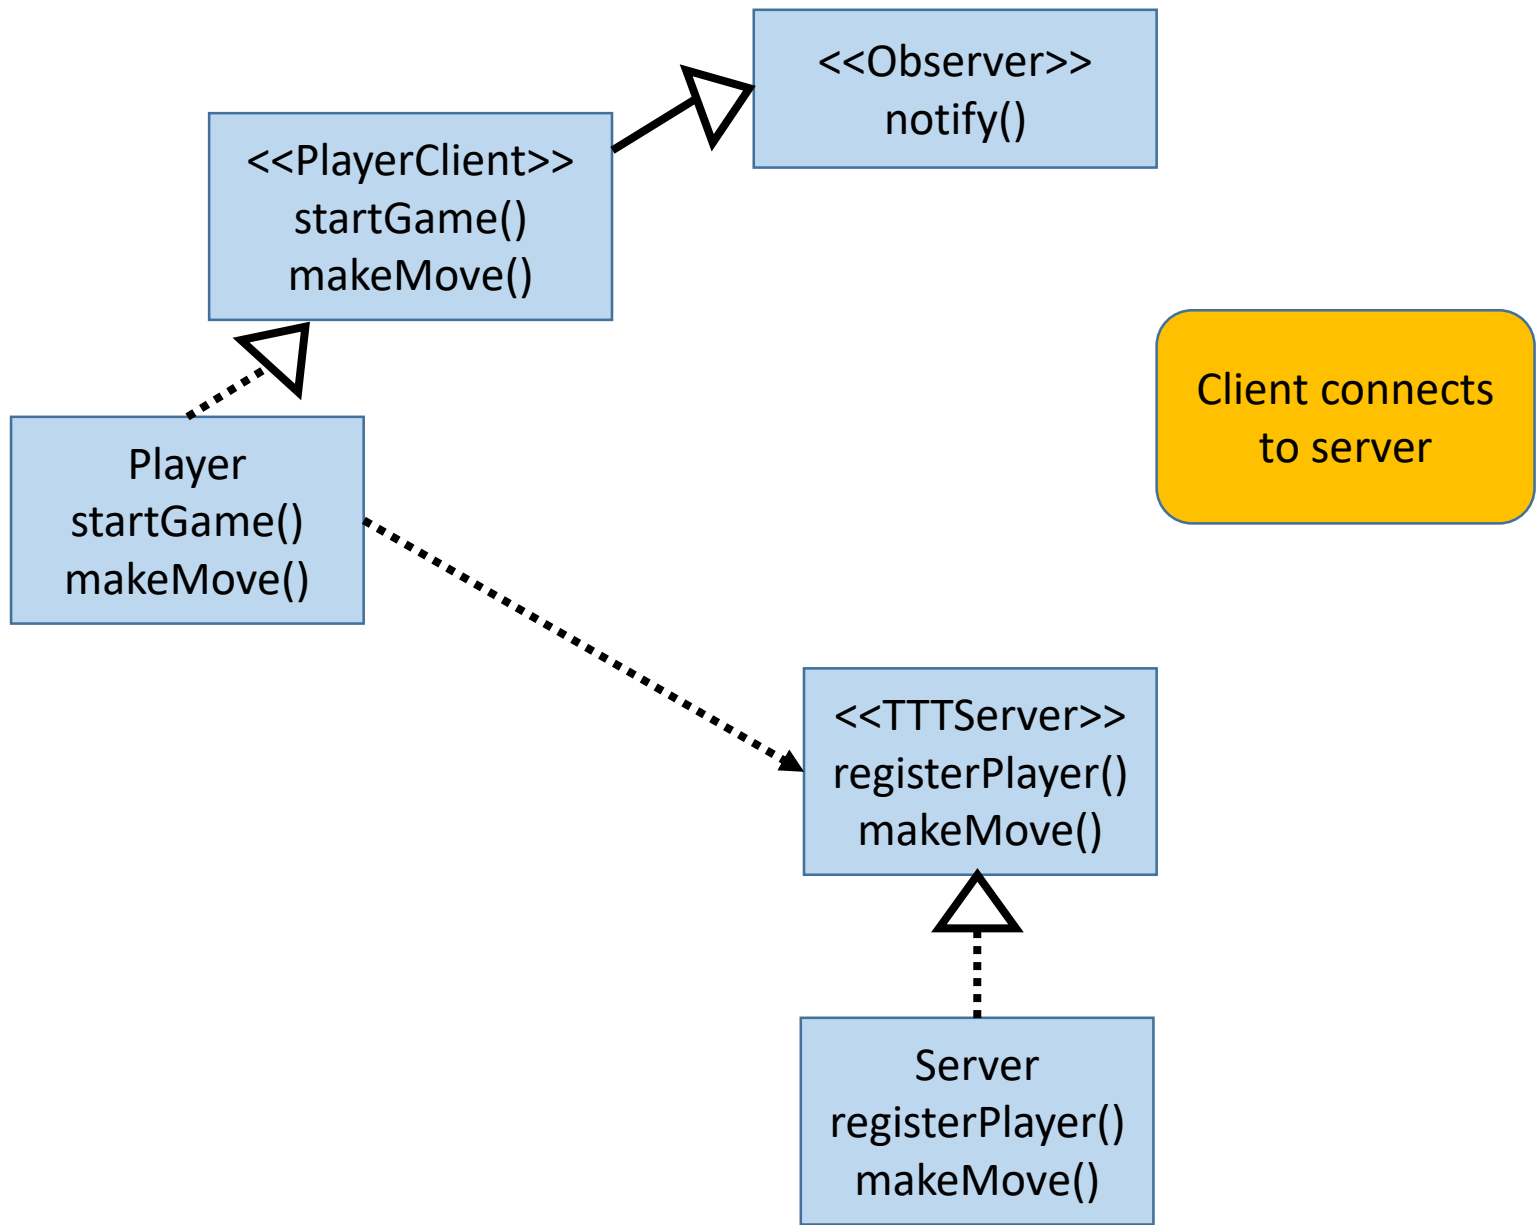 <<Observer>>
notify()
<<PlayerClient>>
startGame()
makeMove()
Client connects
to server
Player
startGame()
makeMove()
<<TTTServer>>
registerPlayer()
makeMove()
Server
registerPlayer()
makeMove()